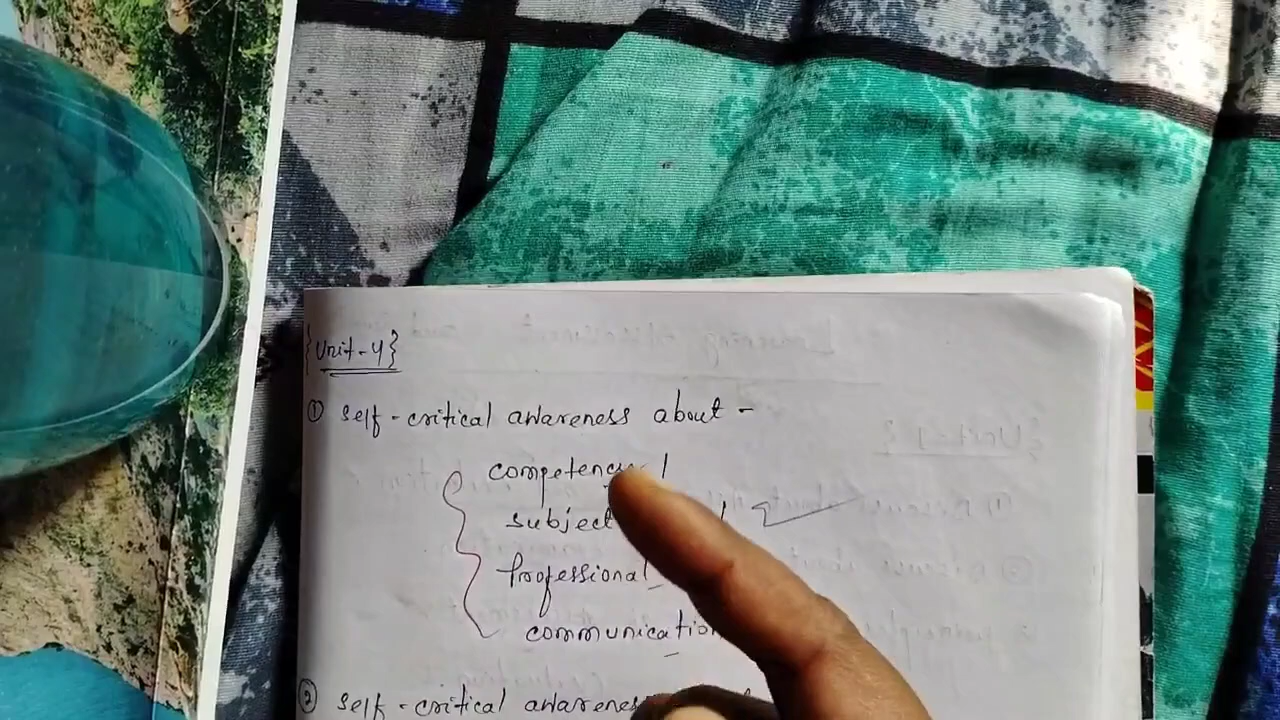 {Unit-4}
① Self-critical awareness about -
competency |
subject
Professional
communication
② Self-critical awareness